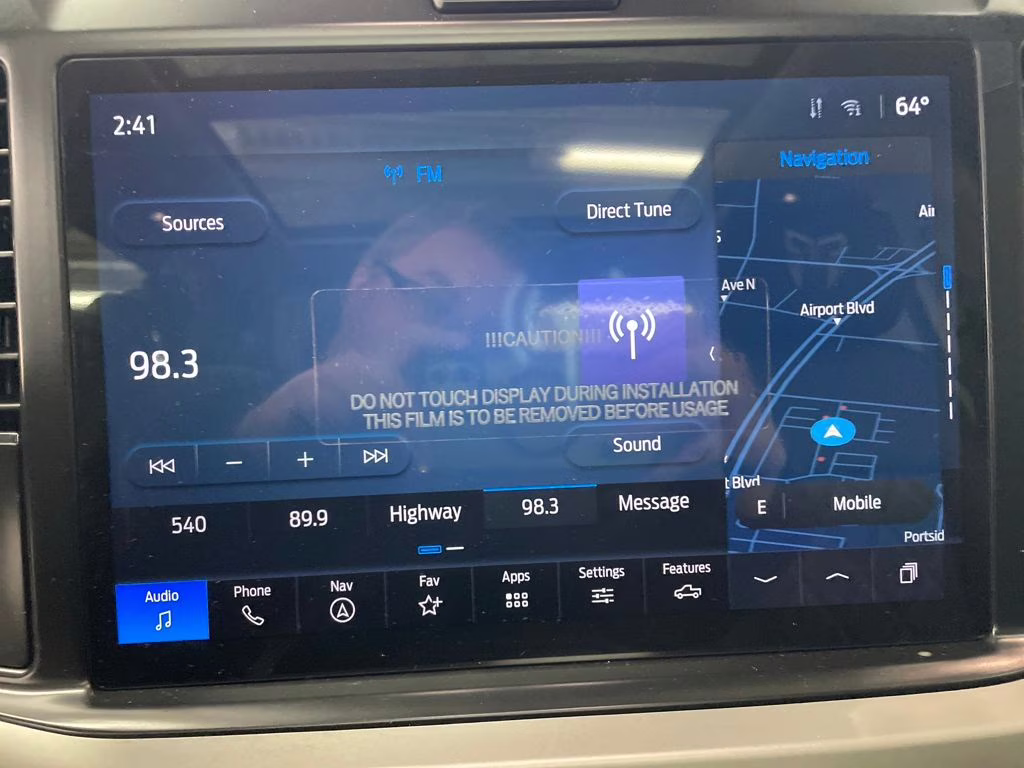 2:41
64°
FM
Navigation
Sources
Direct Tune
Air
Ave N
Airport Blvd
!!!CAUTION!!!
98.3
DO NOT TOUCH DISPLAY DURING INSTALLATION
THIS FILM IS TO BE REMOVED BEFORE USAGE
Sound
t Blvd
E
Mobile
540
89.9
Highway
98.3
Message
Portsid
Audio
Phone
Nav
Fav
Apps
Settings
Features